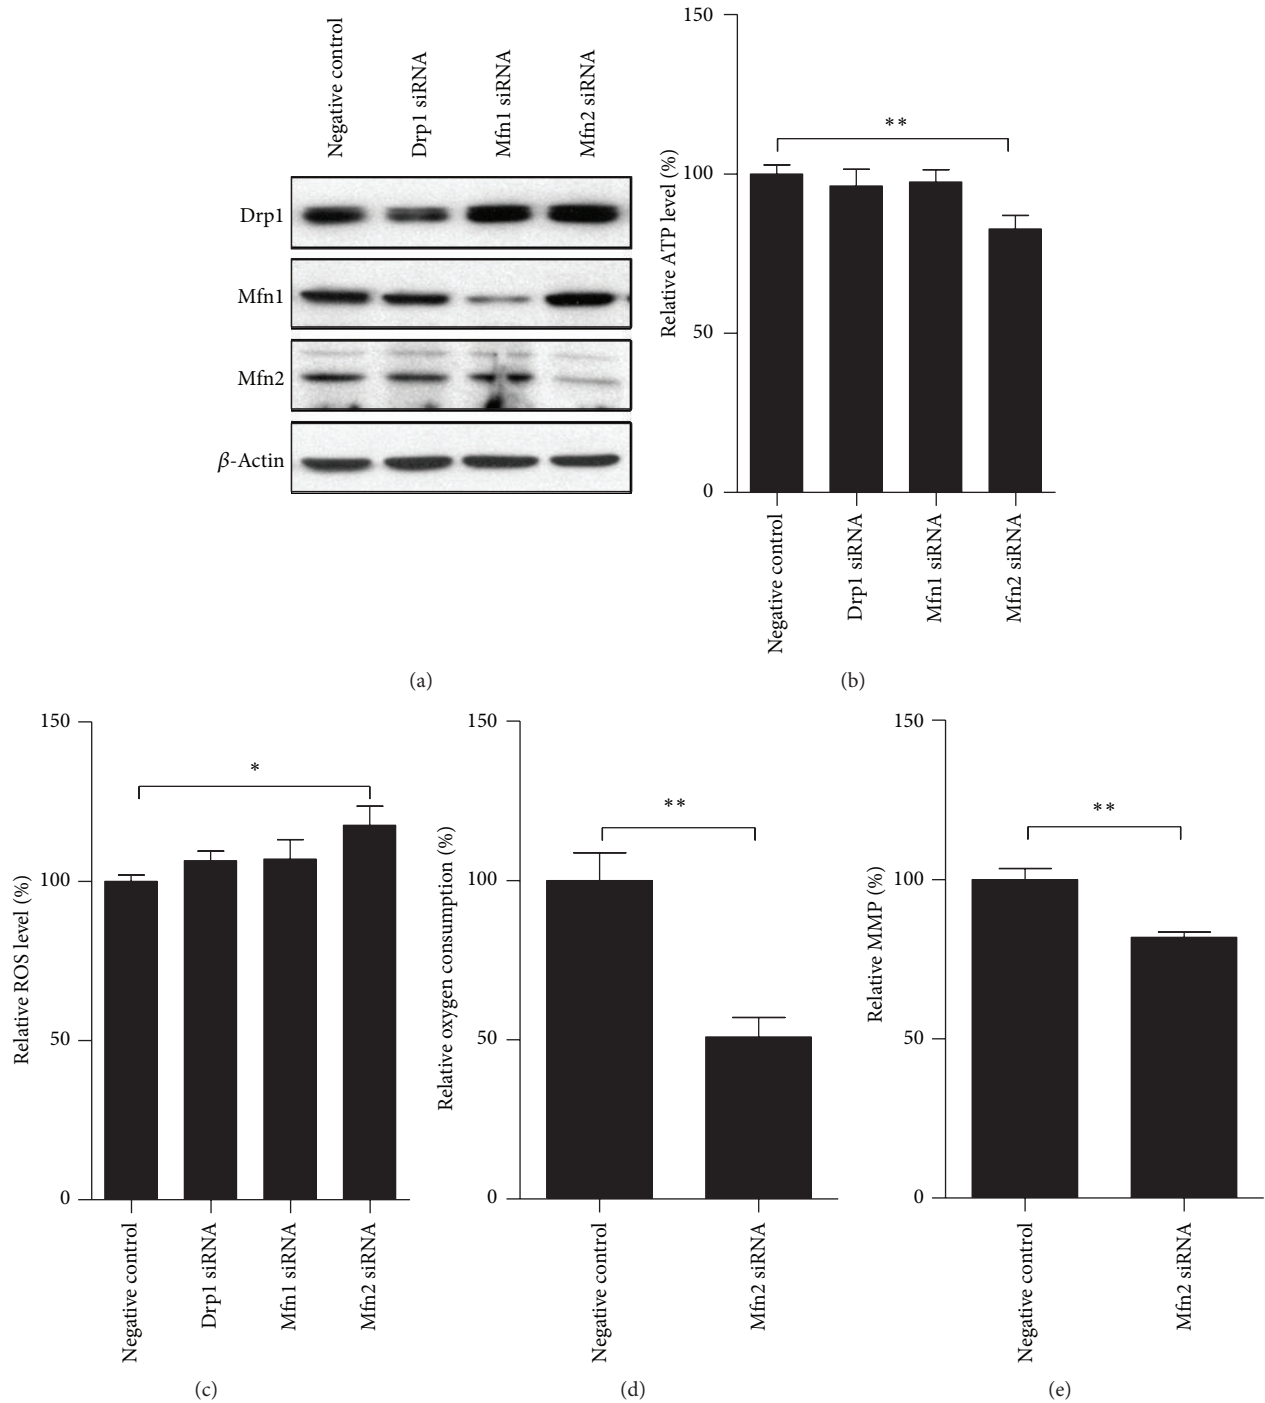 Negative control
Drp1 siRNA
Mfn1 siRNA
Mfn2 siRNA
Drp1
Mfn1
Mfn2
β-Actin
(a)
Relative ATP level (%)
150
100
50
0
**
Negative control
Drp1 siRNA
Mfn1 siRNA
Mfn2 siRNA
(b)
Relative ROS level (%)
150
100
50
0
*
Negative control
Drp1 siRNA
Mfn1 siRNA
Mfn2 siRNA
(c)
Relative oxygen consumption (%)
150
100
50
0
**
Negative control
Mfn2 siRNA
(d)
Relative MMP (%)
150
100
50
0
**
Negative control
Mfn2 siRNA
(e)